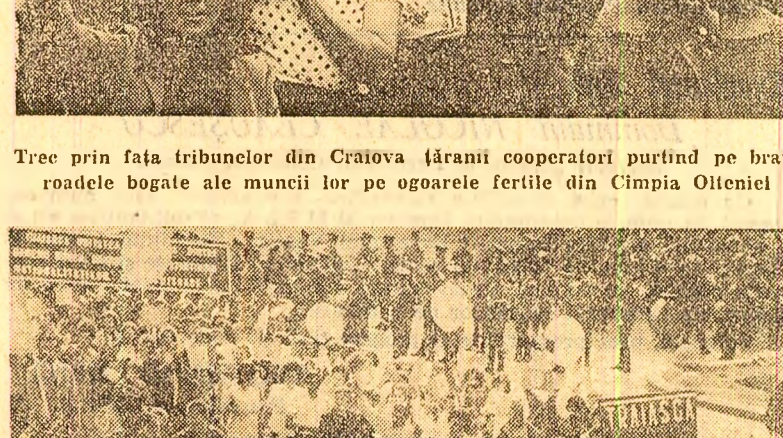 Trec prin fața tribunelor din Craiova țăranii cooperatori purtînd pe bra
roadele bogate ale muncii lor pe ogoarele fertile din Cîmpia Olteniei
TRAIASCA